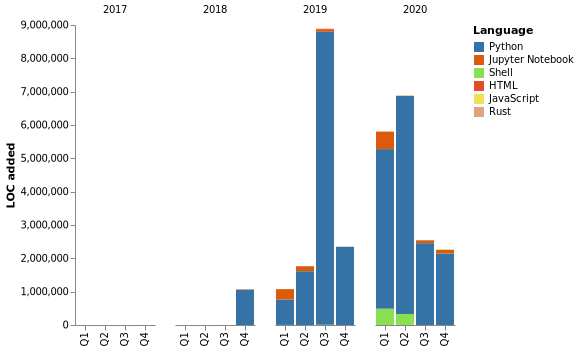 2017 2018 2019 2020
Language
Python
Jupyter Notebook
Shell
HTML
JavaScript
Rust
LOC added
9,000,000
8,000,000
7,000,000
6,000,000
5,000,000
4,000,000
3,000,000
2,000,000
1,000,000
0
Q1 Q2 Q3 Q4 Q1 Q2 Q3 Q4 Q1 Q2 Q3 Q4 Q1 Q2 Q3 Q4